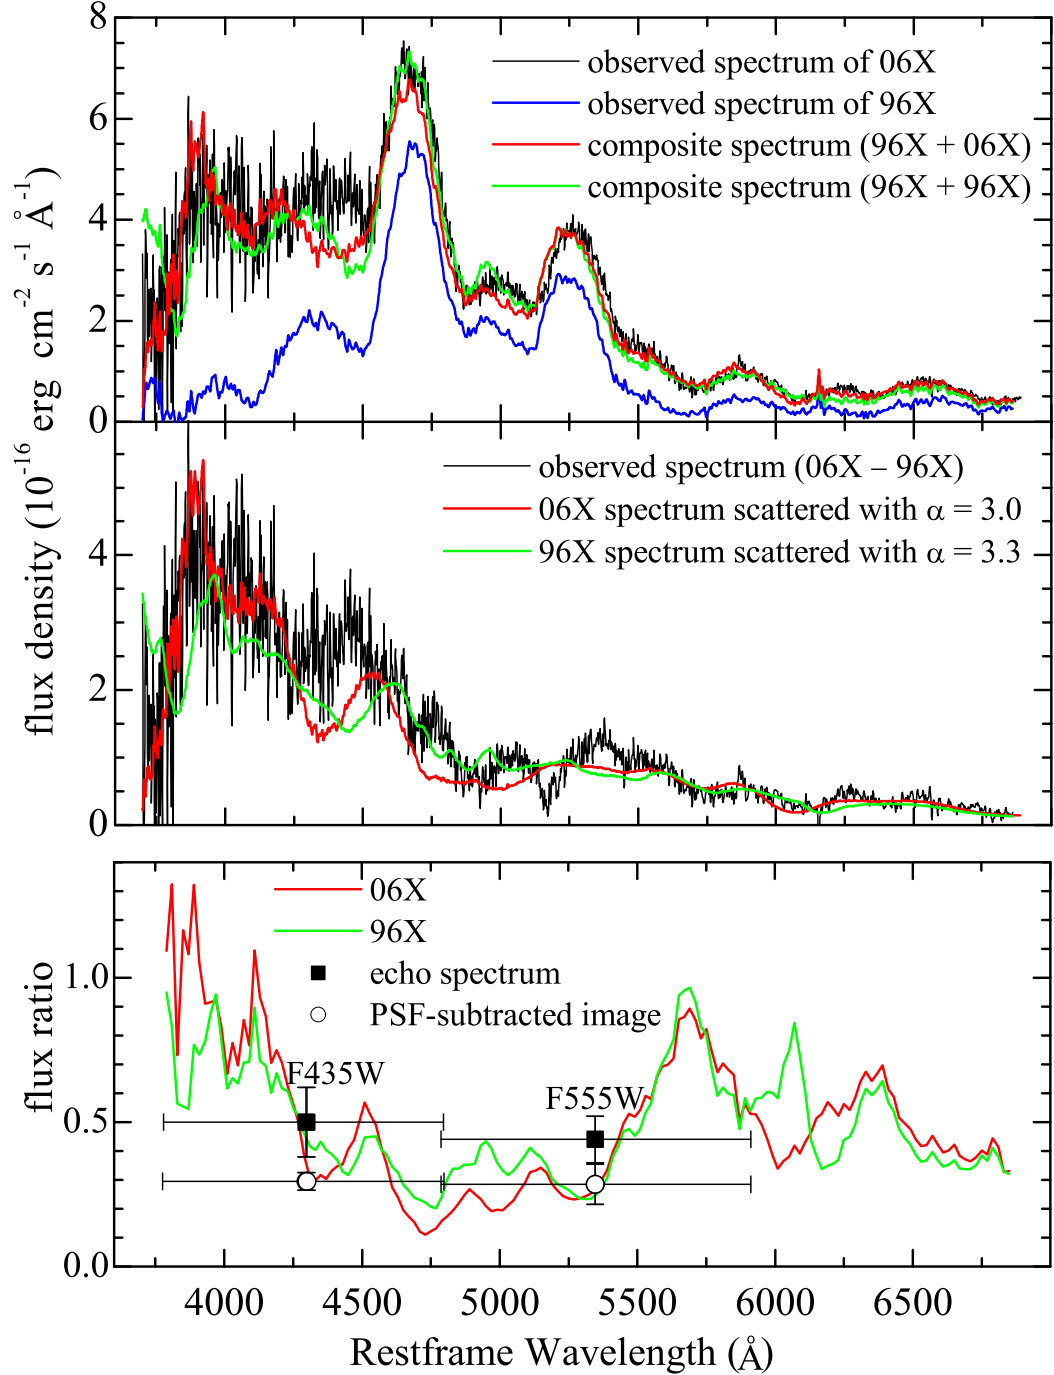 8
6
4
2
0
observed spectrum of 06X
observed spectrum of 96X
composite spectrum (96X + 06X)
composite spectrum (96X + 96X)
flux density (10⁻¹⁶ erg cm⁻² s⁻¹ Å⁻¹)
4
2
0
observed spectrum (06X – 96X)
06X spectrum scattered with α = 3.0
96X spectrum scattered with α = 3.3
flux ratio
1.0
0.5
0.0
06X
96X
echo spectrum
PSF-subtracted image
F435W
F555W
4000 4500 5000 5500 6000 6500
Restframe Wavelength (Å)